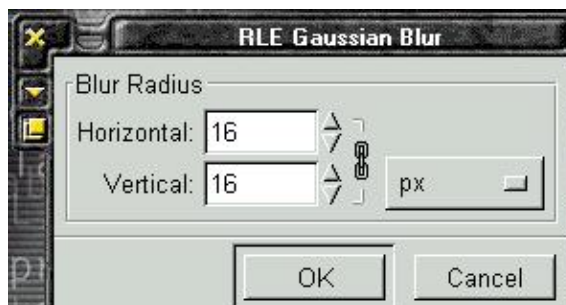 RLE Gaussian Blur
Blur Radius
Horizontal: 16
Vertical: 16
px
OK
Cancel